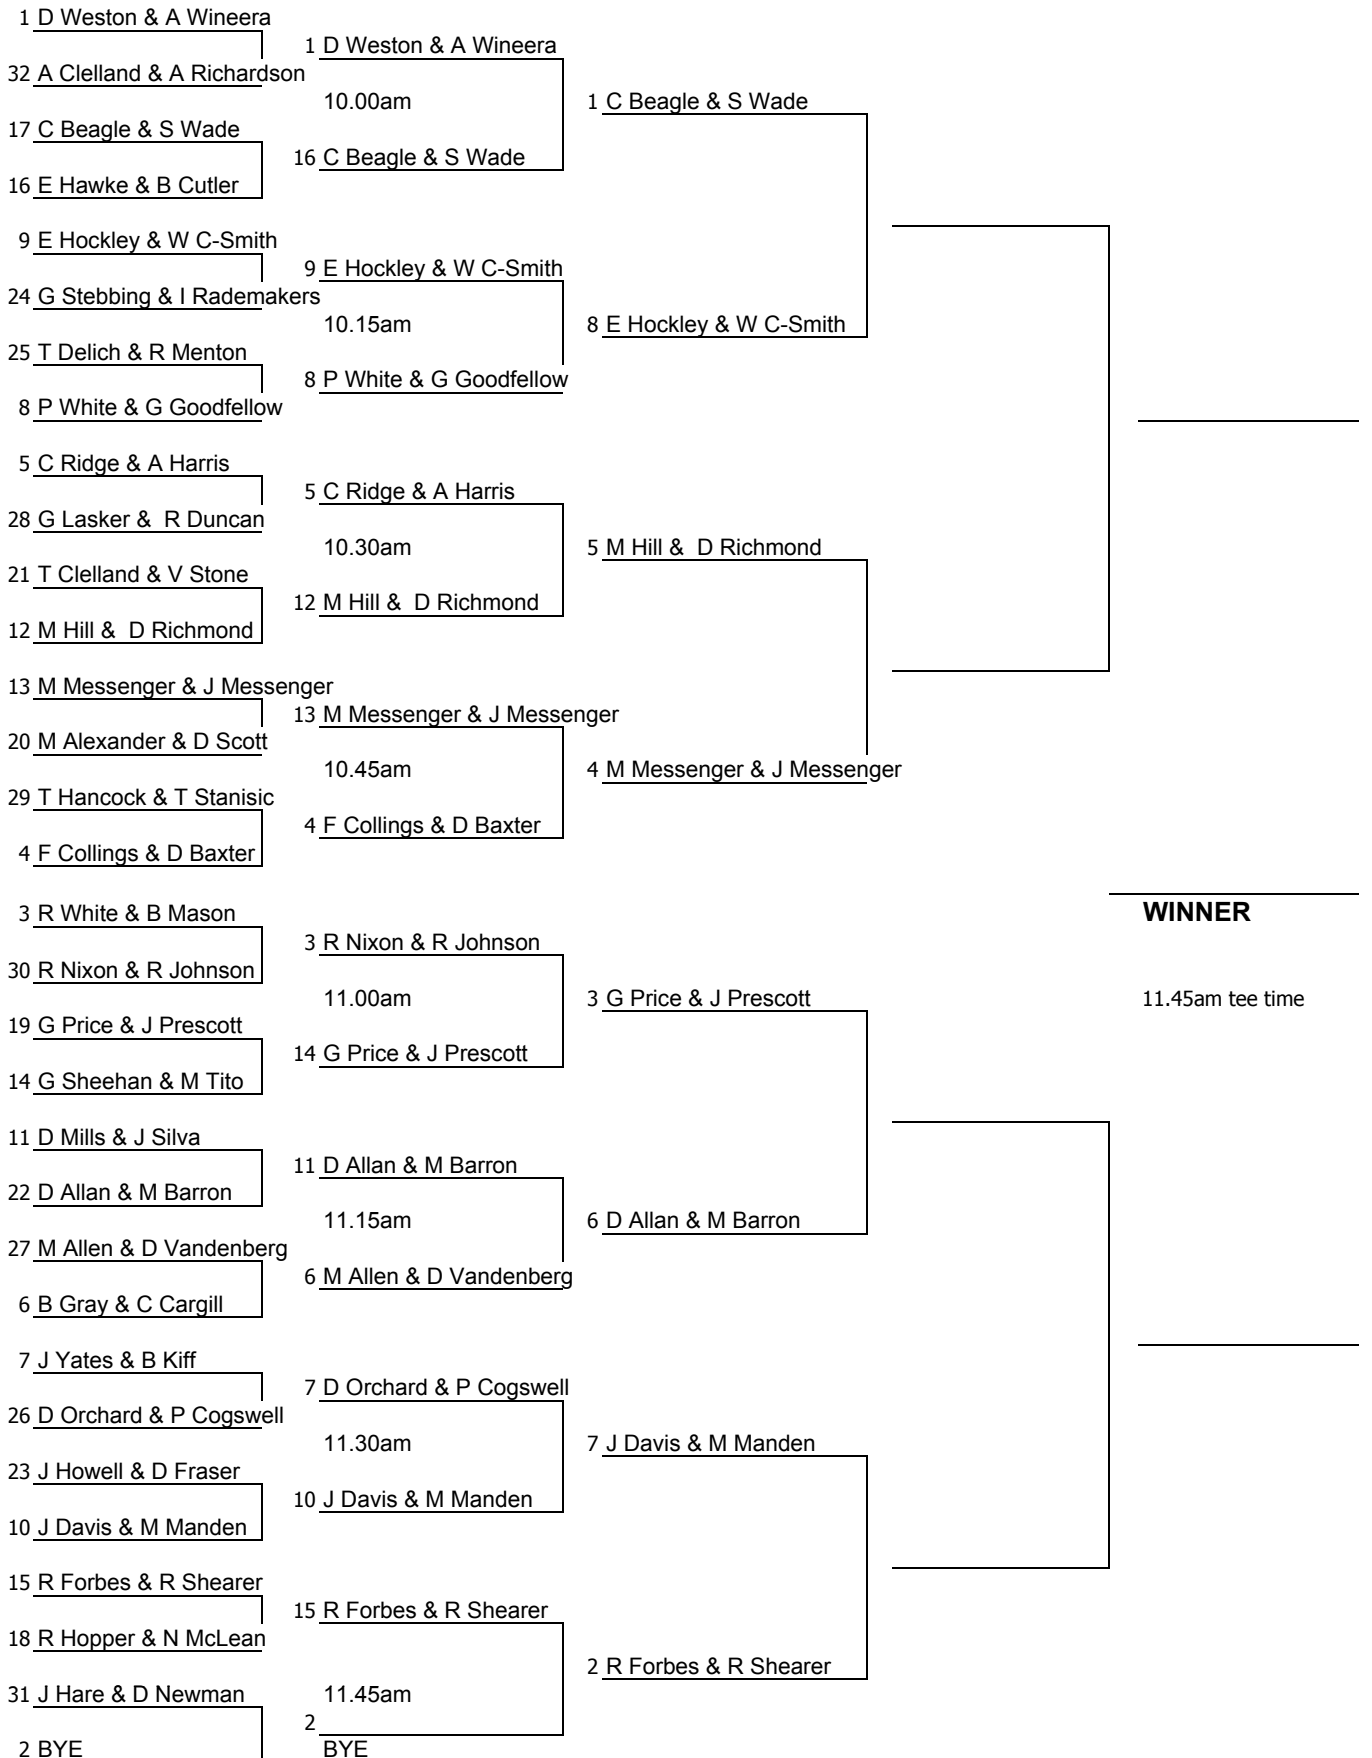 1 D Weston & A Wineera
32 A Clelland & A Richardson
17 C Beagle & S Wade
16 E Hawke & B Cutler
9 E Hockley & W C-Smith
24 G Stebbing & I Rademakers
25 T Delich & R Menton
8 P White & G Goodfellow
5 C Ridge & A Harris
28 G Lasker & R Duncan
21 T Clelland & V Stone
12 M Hill & D Richmond
13 M Messenger & J Messenger
20 M Alexander & D Scott
29 T Hancock & T Stanisic
4 F Collings & D Baxter
3 R White & B Mason
30 R Nixon & R Johnson
19 G Price & J Prescott
14 G Sheehan & M Tito
11 D Mills & J Silva
22 D Allan & M Barron
27 M Allen & D Vandenberg
6 B Gray & C Cargill
7 J Yates & B Kiff
26 D Orchard & P Cogswell
23 J Howell & D Fraser
10 J Davis & M Manden
15 R Forbes & R Shearer
18 R Hopper & N McLean
31 J Hare & D Newman
2 BYE
1 D Weston & A Wineera
10.00am
16 C Beagle & S Wade
9 E Hockley & W C-Smith
10.15am
8 P White & G Goodfellow
5 C Ridge & A Harris
10.30am
12 M Hill & D Richmond
13 M Messenger & J Messenger
10.45am
4 F Collings & D Baxter
3 R Nixon & R Johnson
11.00am
14 G Price & J Prescott
11 D Allan & M Barron
11.15am
6 M Allen & D Vandenberg
7 D Orchard & P Cogswell
11.30am
10 J Davis & M Manden
15 R Forbes & R Shearer
11.45am
2
BYE
1 C Beagle & S Wade
8 E Hockley & W C-Smith
5 M Hill & D Richmond
4 M Messenger & J Messenger
3 G Price & J Prescott
6 D Allan & M Barron
7 J Davis & M Manden
2 R Forbes & R Shearer
WINNER
11.45am tee time